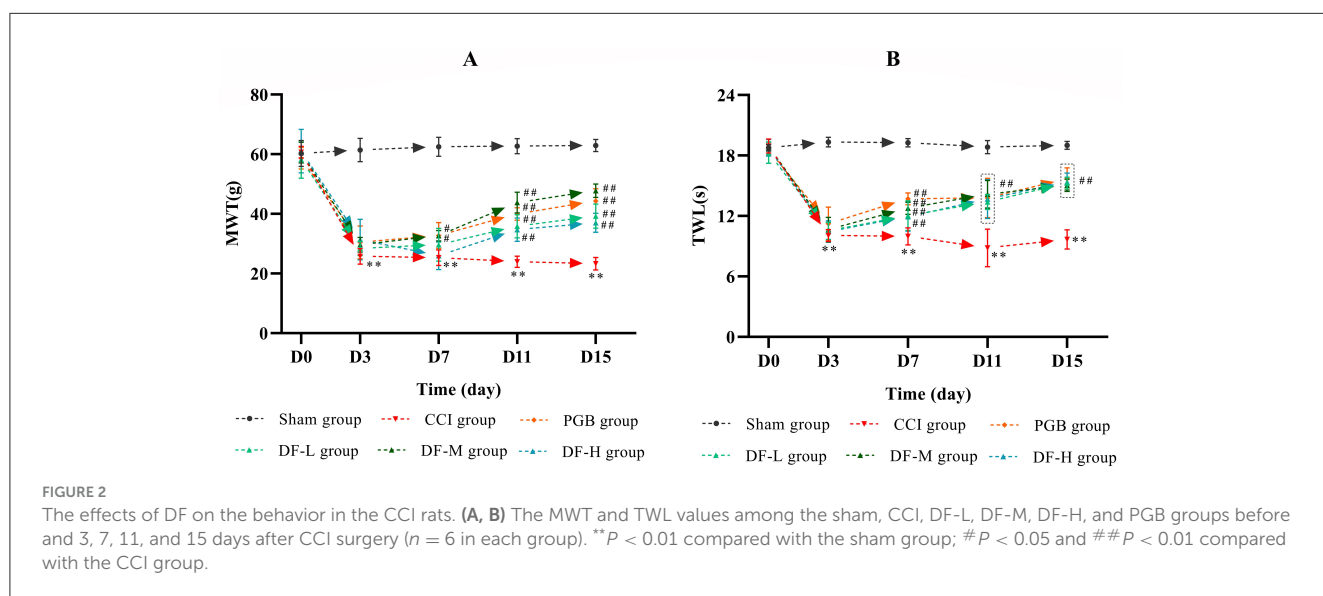 A
80
60
40
20
0
MWT(g)
**
#
#
**
##
##
##
##
**
##
##
##
##
**
D0 D3 D7 D11 D15
Time (day)
Sham group CCI group PGB group
DF-L group DF-M group DF-H group
B
24
18
12
6
0
TWL(s)
**
##
##
##
##
**
##
**
##
**
D0 D3 D7 D11 D15
Time (day)
Sham group CCI group PGB group
DF-L group DF-M group DF-H group
FIGURE 2
The effects of DF on the behavior in the CCI rats. (A, B) The MWT and TWL values among the sham, CCI, DF-L, DF-M, DF-H, and PGB groups before
and 3, 7, 11, and 15 days after CCI surgery (n = 6 in each group). **P < 0.01 compared with the sham group; #P < 0.05 and ##P < 0.01 compared
with the CCI group.